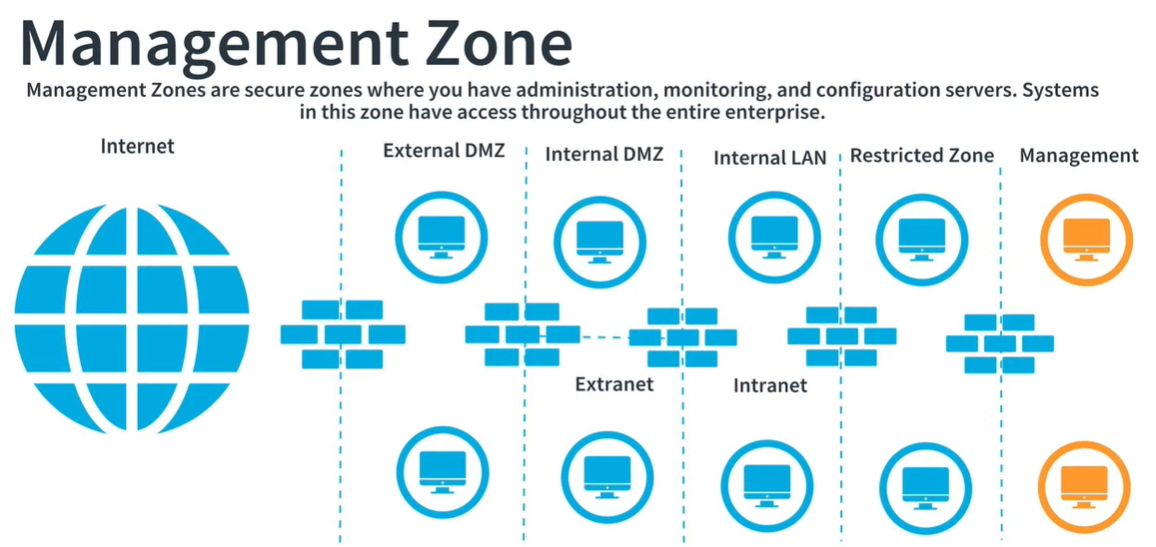 Management Zone
Management Zones are secure zones where you have administration, monitoring, and configuration servers. Systems
in this zone have access throughout the entire enterprise.
Internet
External DMZ
Internal DMZ
Internal LAN
Restricted Zone
Management
Extranet
Intranet